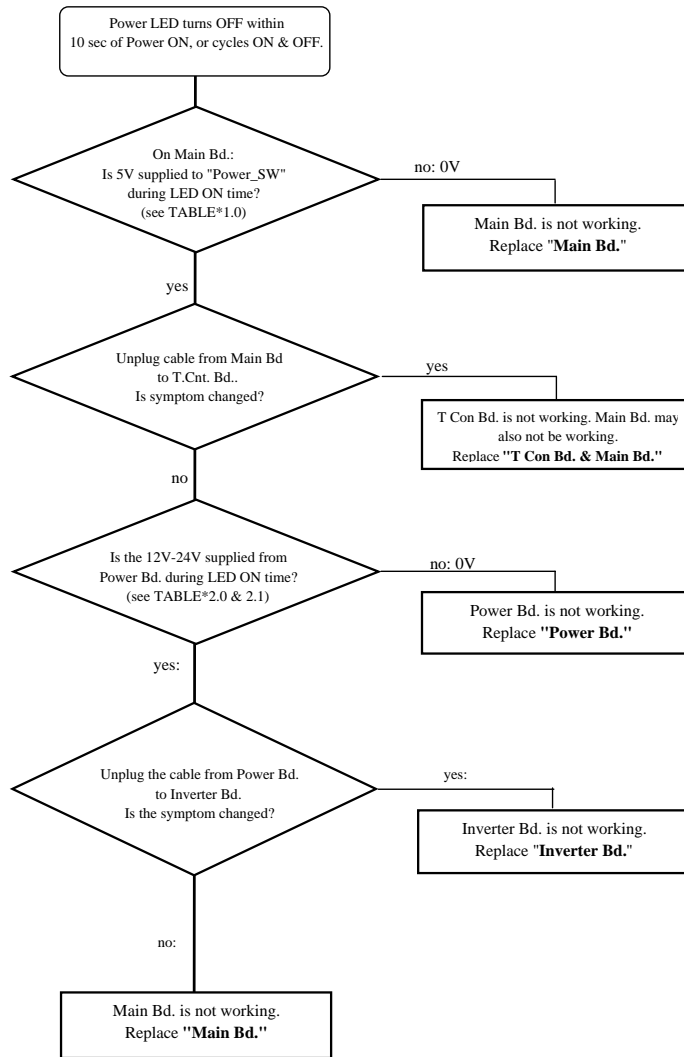 Power LED turns OFF within
10 sec of Power ON, or cycles ON & OFF.
On Main Bd.:
Is 5V supplied to "Power_SW"
during LED ON time?
(see TABLE*1.0)
no: 0V
Main Bd. is not working.
Replace "Main Bd."
yes
Unplug cable from Main Bd
to T.Cnt. Bd..
Is symptom changed?
yes
T Con Bd. is not working. Main Bd. may
also not be working.
Replace "T Con Bd. & Main Bd."
no
Is the 12V-24V supplied from
Power Bd. during LED ON time?
(see TABLE*2.0 & 2.1)
no: 0V
Power Bd. is not working.
Replace "Power Bd."
yes:
Unplug the cable from Power Bd.
to Inverter Bd.
Is the symptom changed?
yes:
Inverter Bd. is not working.
Replace "Inverter Bd."
no:
Main Bd. is not working.
Replace "Main Bd."